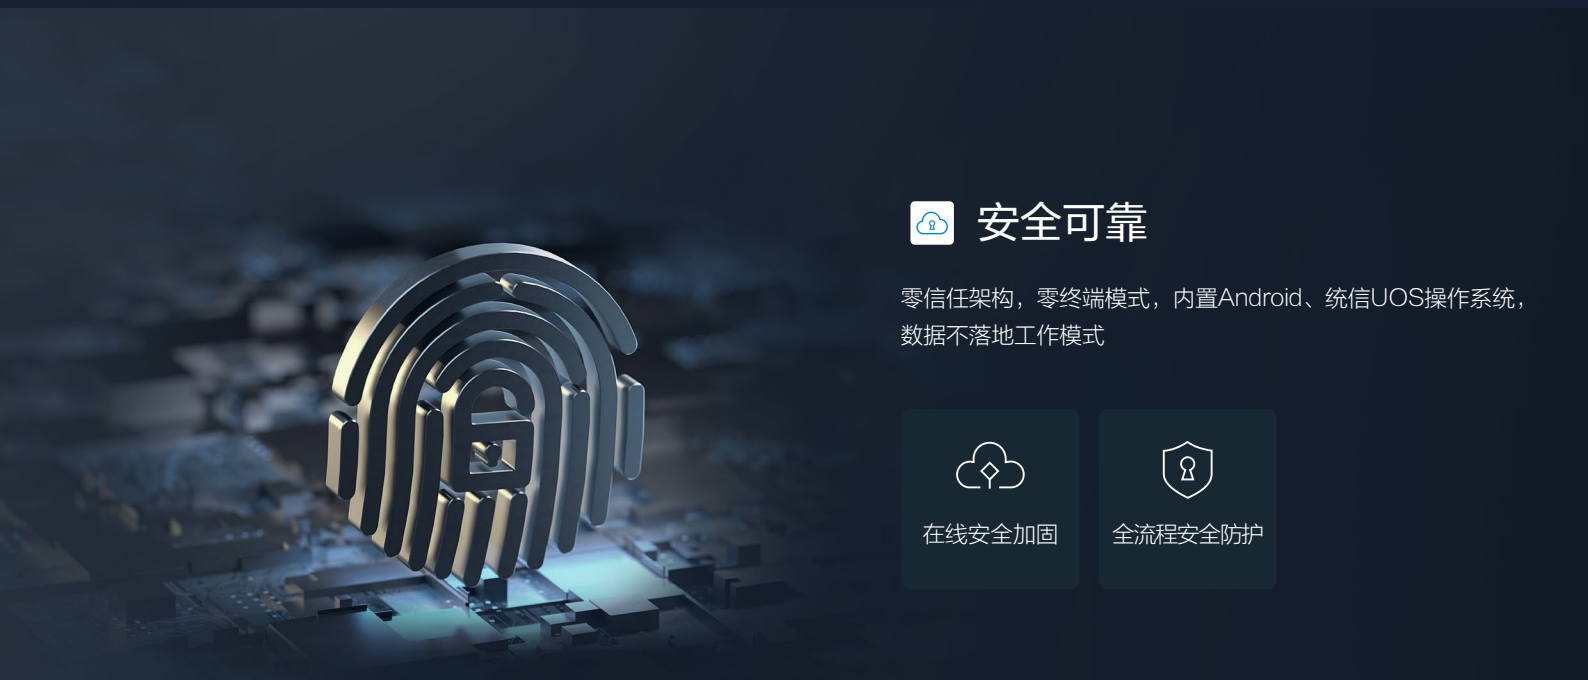 安全可靠
零信任架构，零终端模式，内置Android、统信UOS操作系统，
数据不落地工作模式
在线安全加固
全流程安全防护